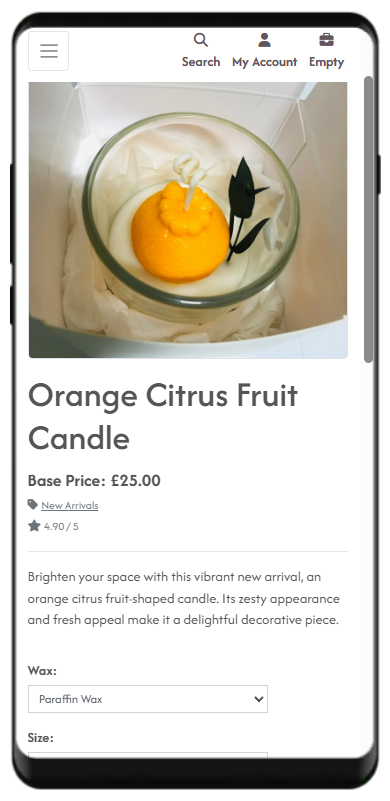 Search My Account Empty
Orange Citrus Fruit
Candle
Base Price: £25.00
New Arrivals
4.90 / 5
Brighten your space with this vibrant new arrival, an
orange citrus fruit-shaped candle. Its zesty appearance
and fresh appeal make it a delightful decorative piece.
Wax:
Paraffin Wax
Size: